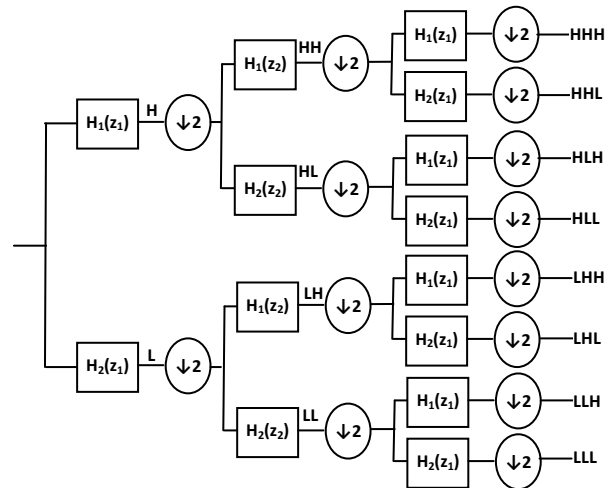 H₁(z₁) ↓2 HHH
H₁(z₂) HH ↓2
H₂(z₁) ↓2 HHL
H₁(z₁) H ↓2
H₁(z₁) ↓2 HLH
H₂(z₂) HL ↓2
H₂(z₁) ↓2 HLL
H₁(z₁) ↓2 LHH
H₁(z₂) LH ↓2
H₂(z₁) ↓2 LHL
H₂(z₁) L ↓2
H₁(z₁) ↓2 LLH
H₂(z₂) LL ↓2
H₂(z₁) ↓2 LLL